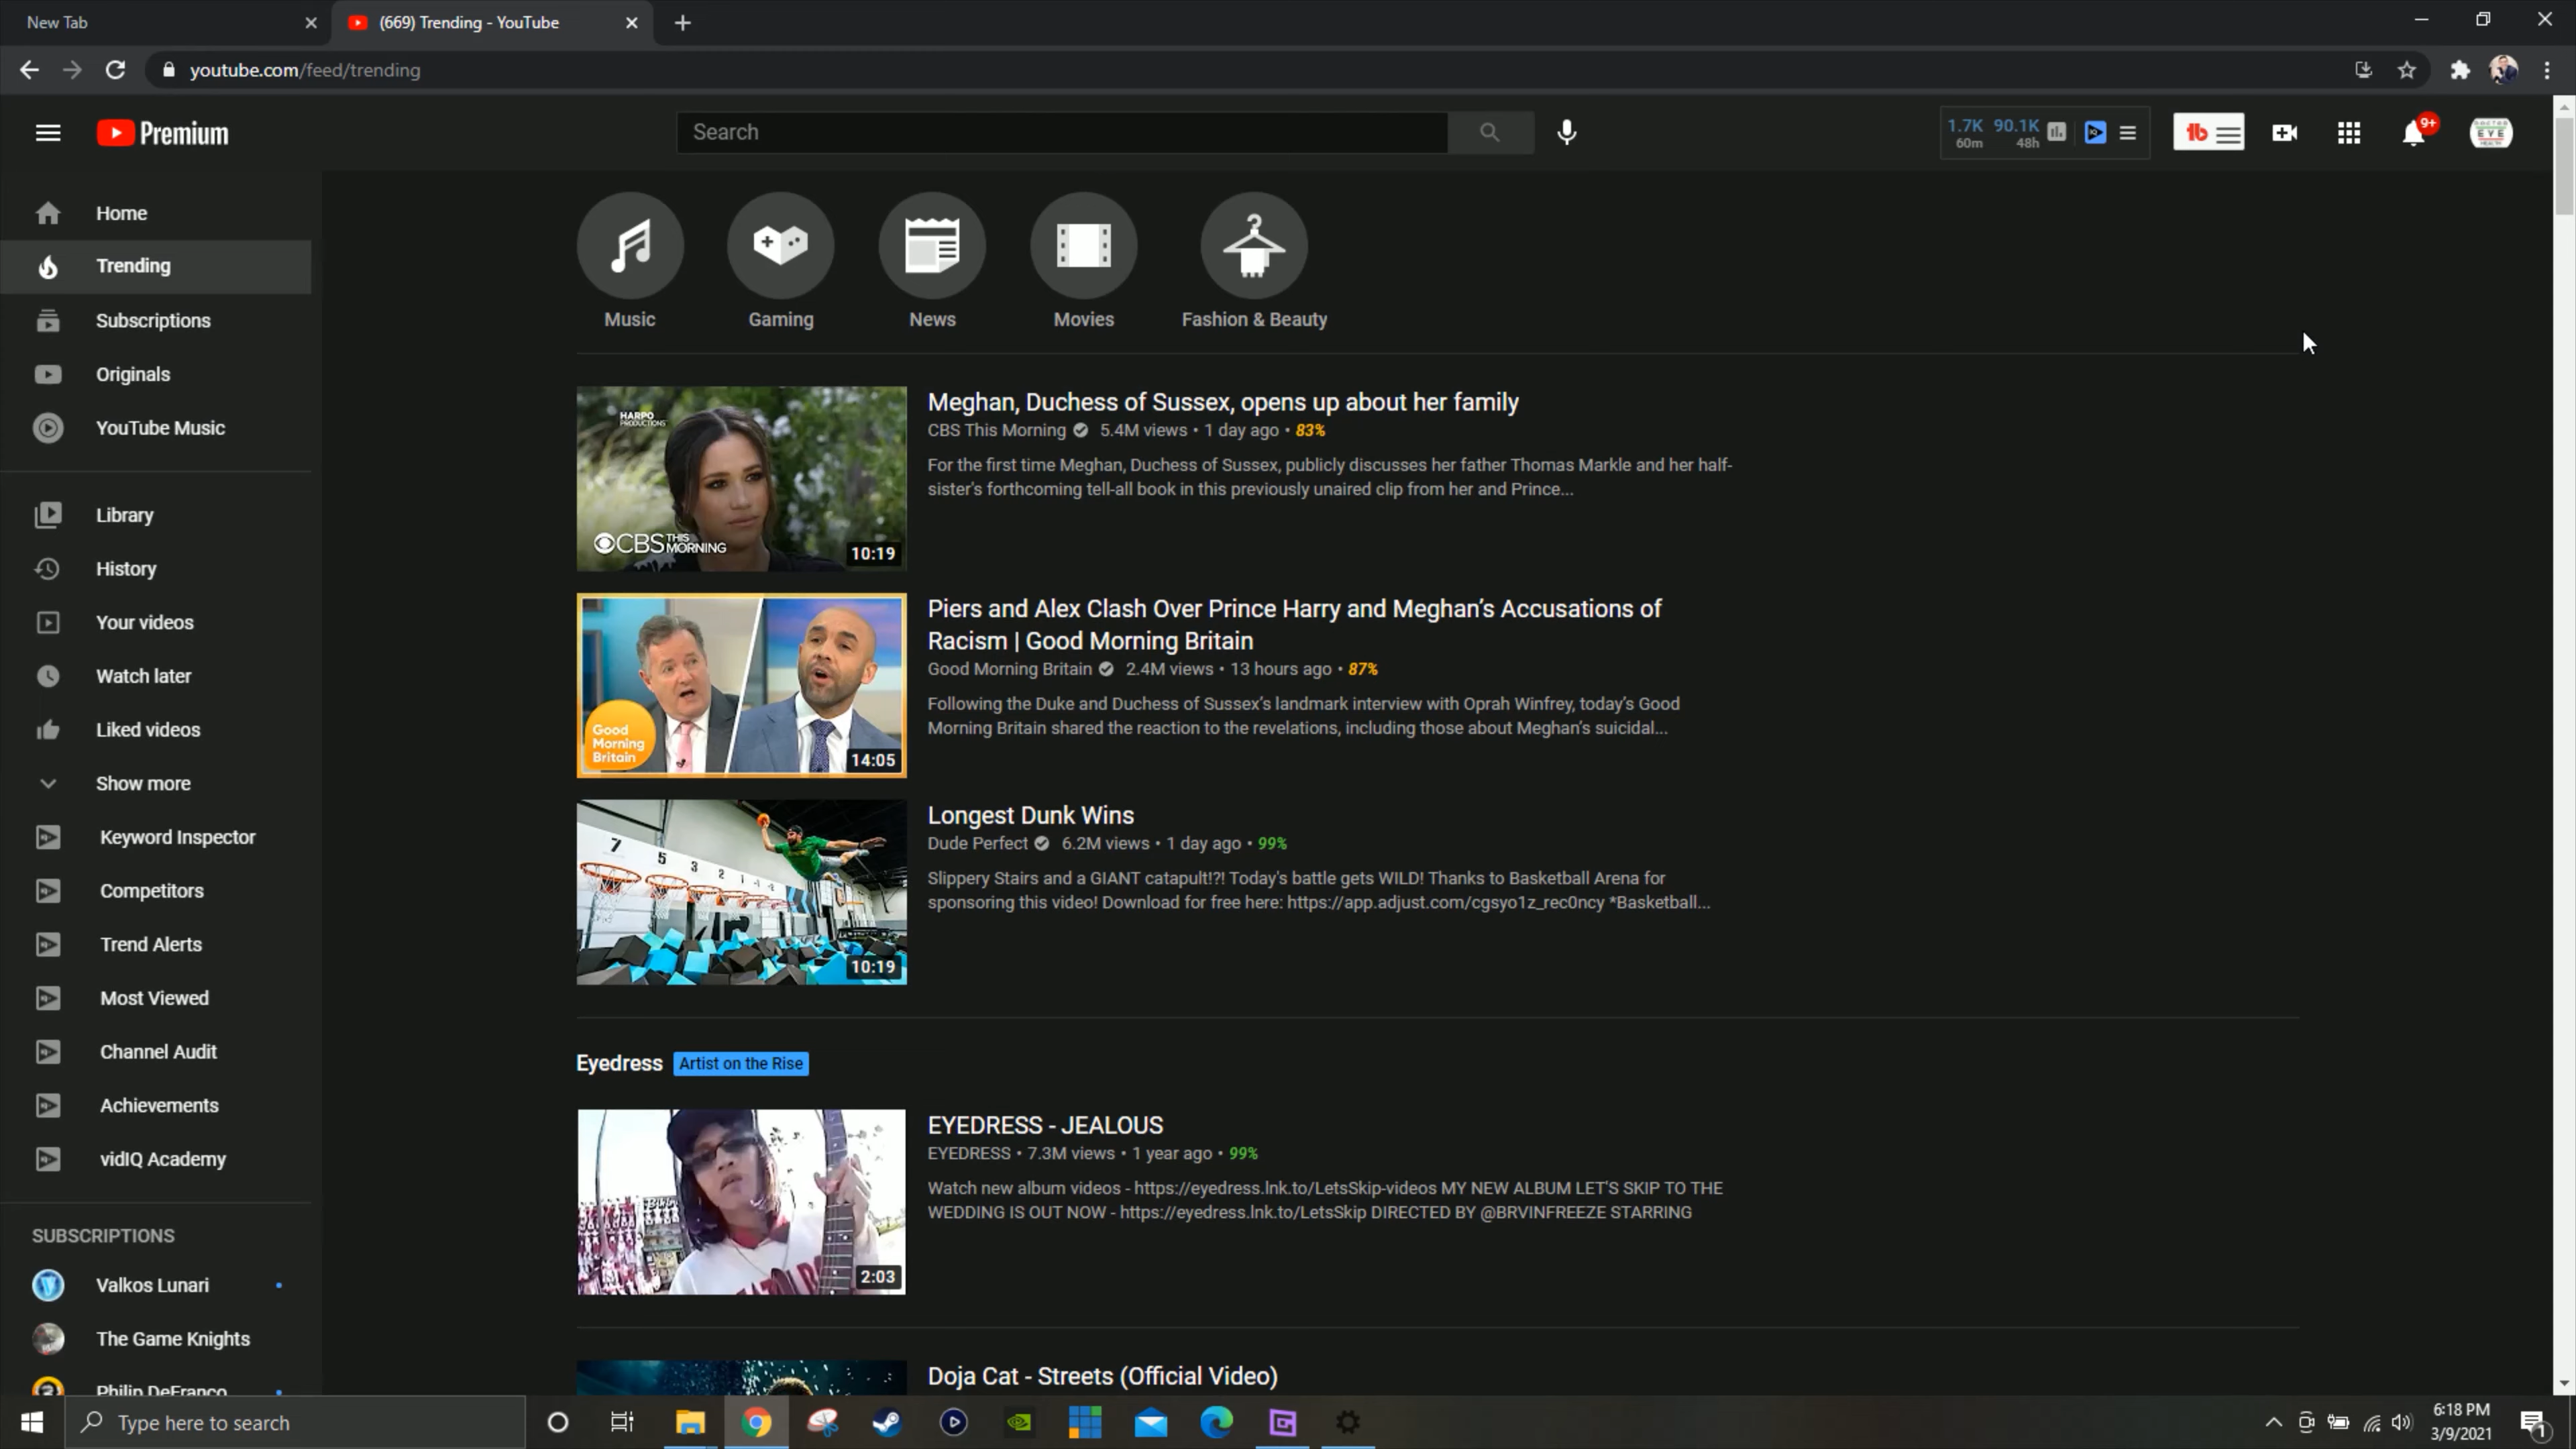 New Tab
(669) Trending - YouTube
youtube.com/feed/trending
Premium
Search
1.7K 90.1K
60m 48h
9+
EYE
Home
Trending
Subscriptions
Originals
YouTube Music
Library
History
Your videos
Watch later
Liked videos
Show more
Keyword Inspector
Competitors
Trend Alerts
Most Viewed
Channel Audit
Achievements
vidIQ Academy
SUBSCRIPTIONS
Valkos Lunari
The Game Knights
Philip DeFranco
Music
Gaming
News
Movies
Fashion & Beauty
HARPO
PRODUCTIONS
CBS THIS MORNING
10:19
Meghan, Duchess of Sussex, opens up about her family
CBS This Morning 5.4M views • 1 day ago • 83%
For the first time Meghan, Duchess of Sussex, publicly discusses her father Thomas Markle and her half-
sister's forthcoming tell-all book in this previously unaired clip from her and Prince...
Good
Morning
Britain
14:05
Piers and Alex Clash Over Prince Harry and Meghan's Accusations of
Racism | Good Morning Britain
Good Morning Britain 2.4M views • 13 hours ago • 87%
Following the Duke and Duchess of Sussex's landmark interview with Oprah Winfrey, today's Good
Morning Britain shared the reaction to the revelations, including those about Meghan's suicidal...
7 5 3 2 1
10:19
Longest Dunk Wins
Dude Perfect 6.2M views • 1 day ago • 99%
Slippery Stairs and a GIANT catapult!?! Today's battle gets WILD! Thanks to Basketball Arena for
sponsoring this video! Download for free here: https://app.adjust.com/cgsyo1z_rec0ncy *Basketball...
Eyedress Artist on the Rise
2:03
EYEDRESS - JEALOUS
EYEDRESS • 7.3M views • 1 year ago • 99%
Watch new album videos - https://eyedress.lnk.to/LetsSkip-videos MY NEW ALBUM LET'S SKIP TO THE
WEDDING IS OUT NOW - https://eyedress.lnk.to/LetsSkip DIRECTED BY @BRVINFREEZE STARRING
Doja Cat - Streets (Official Video)
Type here to search
6:18 PM
3/9/2021
1